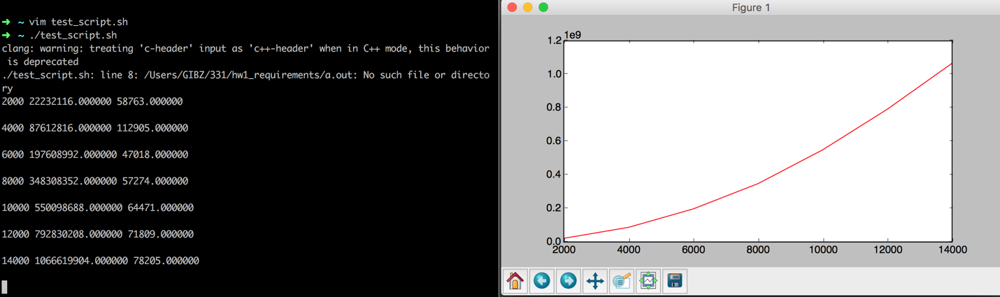 ➜ ~ vim test_script.sh
➜ ~ ./test_script.sh
clang: warning: treating 'c-header' input as 'c++-header' when in C++ mode, this behavior
is deprecated
./test_script.sh: line 8: /Users/GIBZ/331/hw1_requirements/a.out: No such file or directo
ry
2000 22232116.000000 58763.000000
4000 87612816.000000 112905.000000
6000 197608992.000000 47018.000000
8000 348308352.000000 57274.000000
10000 550098688.000000 64471.000000
12000 792830208.000000 71809.000000
14000 1066619904.000000 78205.000000
Figure 1
1e9
1.2
1.0
0.8
0.6
0.4
0.2
0.0
2000 4000 6000 8000 10000 12000 14000